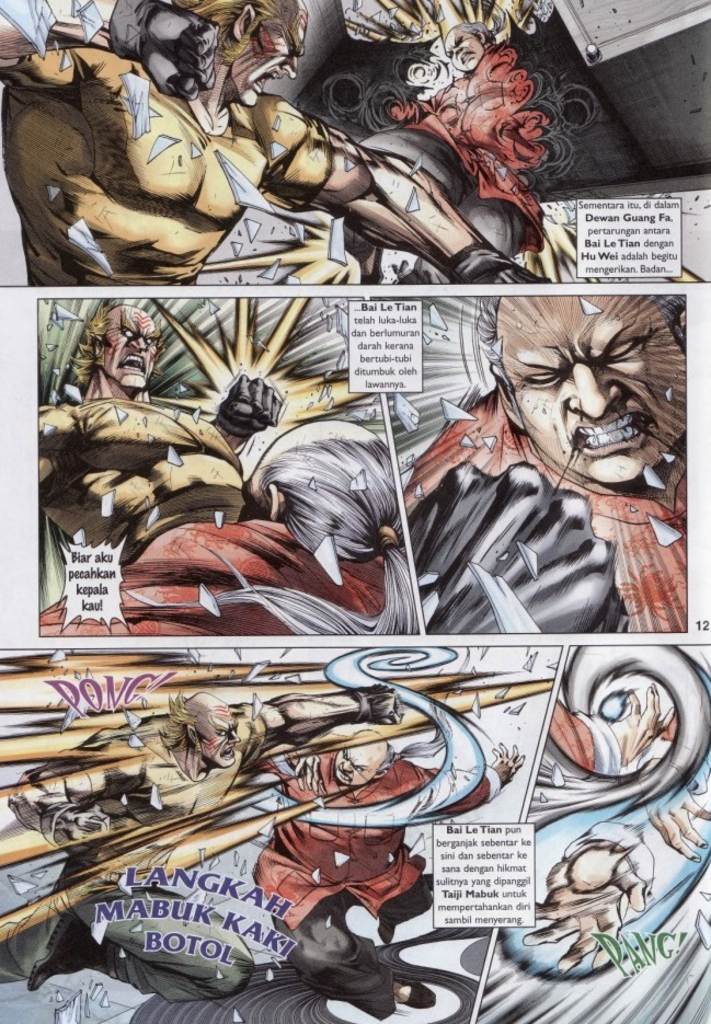 Sementara itu, di dalam
Dewan Guang Fa,
pertarungan antara
Bai Le Tian dengan
Hu Wei adalah begitu
mengerikan. Badan...
...Bai Le Tian
telah luka-luka
dan berlumuran
darah kerana
bertubi-tubi
ditumbuk oleh
lawannya.
Biar aku
pecahkan
kepala
kau!
12
PONG!
LANGKAH
MABUK KAKI
BOTOL
Bai Le Tian pun
berganjak sebentar ke
sini dan sebentar ke
sana dengan hikmat
sulitnya yang dipanggil
Taiji Mabuk untuk
mempertahankan diri
sambil menyerang.
PANG!